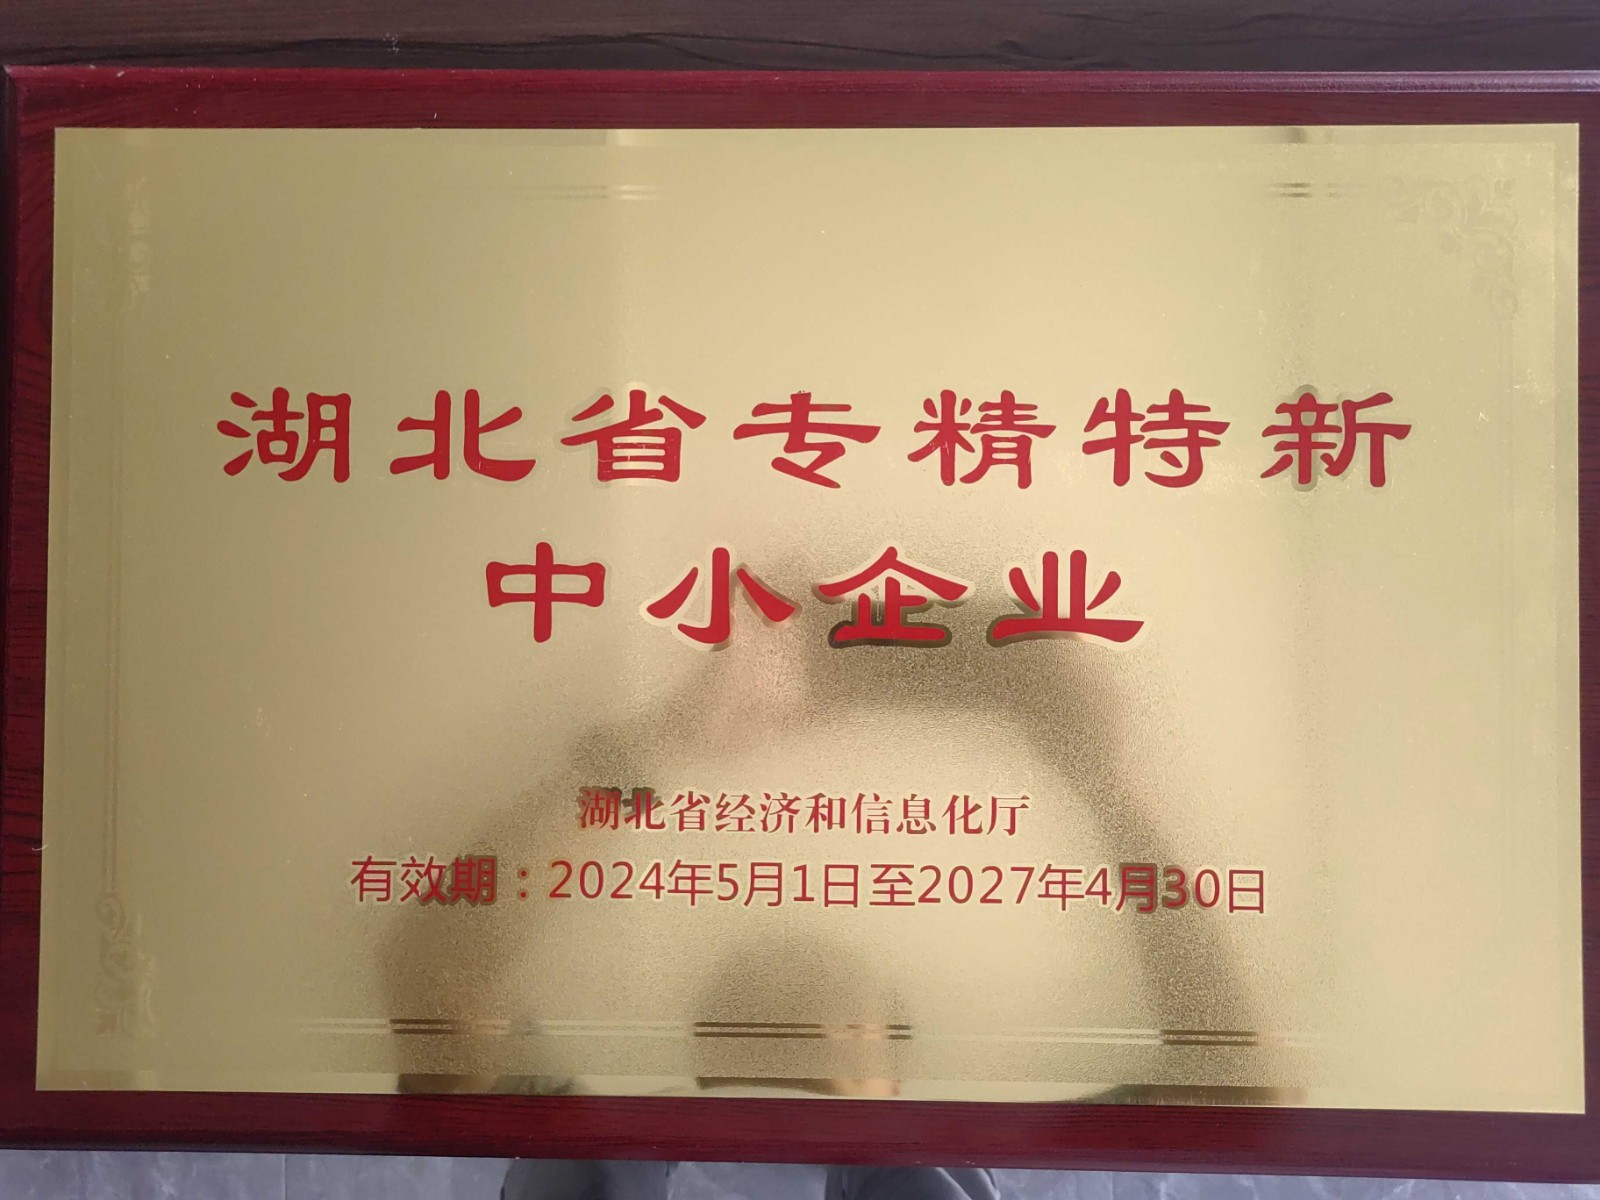 湖北省专精特新
中小企业
湖北省经济和信息化厅
有效期：2024年5月1日至2027年4月30日